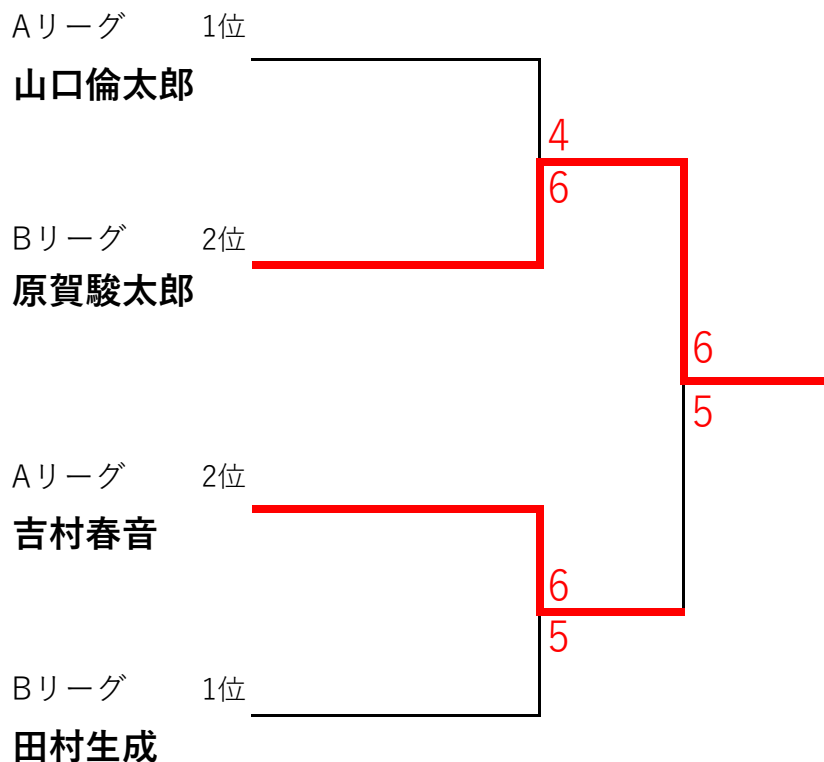 Aリーグ 1位
山口倫太郎
4
6
Bリーグ 2位
原賀駿太郎
6
5
Aリーグ 2位
吉村春音
6
5
Bリーグ 1位
田村生成